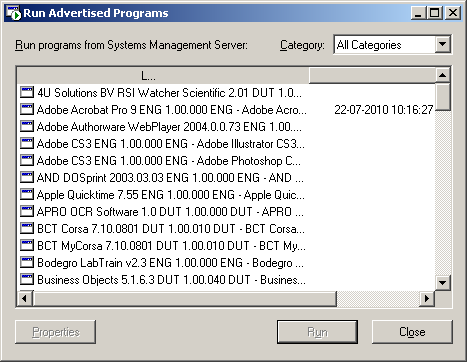 Run Advertised Programs
Run programs from Systems Management Server:
Category:
All Categories
L...
4U Solutions BV RSI Watcher Scientific 2.01 DUT 1.0...
Adobe Acrobat Pro 9 ENG 1.00.000 ENG - Adobe Acro...
22-07-2010 10:16:27
Adobe Authorware WebPlayer 2004.0.0.73 ENG 1.00....
Adobe CS3 ENG 1.00.000 ENG - Adobe Illustrator CS3...
Adobe CS3 ENG 1.00.000 ENG - Adobe Photoshop C...
AND DOSprint 2003.03.03 ENG 1.00.000 ENG - AND ...
Apple Quicktime 7.55 ENG 1.00.000 ENG - Apple Quic...
APRO OCR Software 1.0 DUT 1.00.000 DUT - APRO ...
BCT Corsa 7.10.0801 DUT 1.00.010 DUT - BCT Corsa...
BCT MyCorsa 7.10.0801 DUT 1.00.010 DUT - BCT My...
Bodegro LabTrain v2.3 ENG 1.00.000 ENG - Bodegro ...
Business Objects 5.1.6.3 DUT 1.00.040 DUT - Busines...
Properties
Run
Close